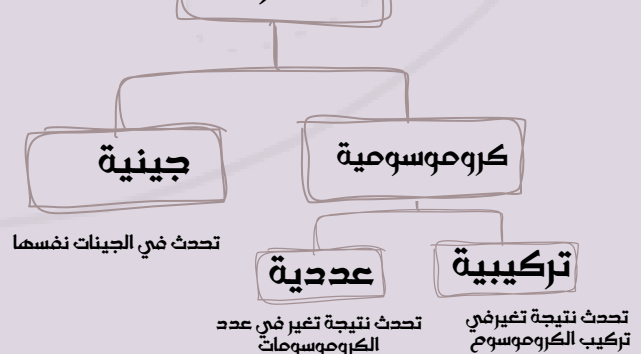 كروموسومية
جينية
تحدث في الجينات نفسها
تركيبية
عددية
تحدث نتيجة تغيرفي
تركيب الكروموسوم
تحدث نتيجة تغير في عدد
الكروموسومات